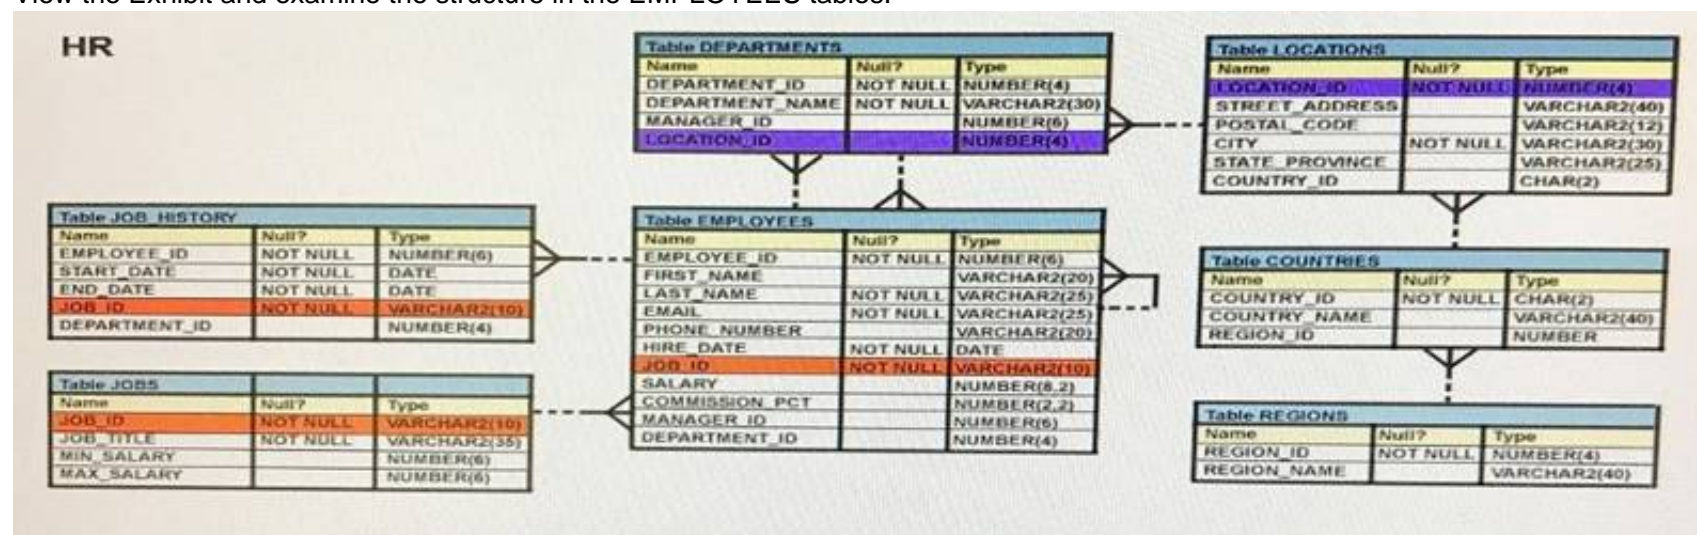 View the Exhibit and examine the structure in the EMPLOYEES tables.
HR
Table DEPARTMENTS
Name Null? Type
DEPARTMENT_ID NOT NULL NUMBER(4)
DEPARTMENT_NAME NOT NULL VARCHAR2(30)
MANAGER_ID NUMBER(6)
LOCATION_ID NUMBER(4)
Table LOCATIONS
Name Null? Type
LOCATION_ID NOT NULL NUMBER(4)
STREET_ADDRESS VARCHAR2(40)
POSTAL_CODE VARCHAR2(12)
CITY NOT NULL VARCHAR2(30)
STATE_PROVINCE VARCHAR2(25)
COUNTRY_ID CHAR(2)
Table JOB_HISTORY
Name Null? Type
EMPLOYEE_ID NOT NULL NUMBER(6)
START_DATE NOT NULL DATE
END_DATE NOT NULL DATE
JOB_ID NOT NULL VARCHAR2(10)
DEPARTMENT_ID NUMBER(4)
Table EMPLOYEES
Name Null? Type
EMPLOYEE_ID NOT NULL NUMBER(6)
FIRST_NAME VARCHAR2(20)
LAST_NAME NOT NULL VARCHAR2(25)
EMAIL NOT NULL VARCHAR2(25)
PHONE_NUMBER VARCHAR2(20)
HIRE_DATE NOT NULL DATE
JOB_ID NOT NULL VARCHAR2(10)
SALARY NUMBER(8,2)
COMMISSION_PCT NUMBER(2,2)
MANAGER_ID NUMBER(6)
DEPARTMENT_ID NUMBER(4)
Table COUNTRIES
Name Null? Type
COUNTRY_ID NOT NULL CHAR(2)
COUNTRY_NAME VARCHAR2(40)
REGION_ID NUMBER
Table JOBS
Name Null? Type
JOB_ID NOT NULL VARCHAR2(10)
JOB_TITLE NOT NULL VARCHAR2(35)
MIN_SALARY NUMBER(6)
MAX_SALARY NUMBER(6)
Table REGIONS
Name Null? Type
REGION_ID NOT NULL NUMBER(4)
REGION_NAME VARCHAR2(40)